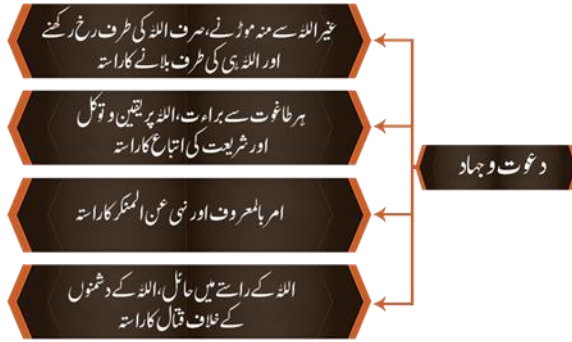 دعوت و جہاد
غیر اللہ سے منہ موڑنے، صرف اللہ کی طرف رخ رکھنے
اور اللہ ہی کی طرف بلانے کا راستہ
ہر طاغوت سے براءت، اللہ پر یقین و توکل
اور شریعت کی اتباع کا راستہ
امر بالمعروف اور نہی عن المنکر کا راستہ
اللہ کے راستے میں حائل، اللہ کے دشمنوں
کے خلاف قتال کا راستہ